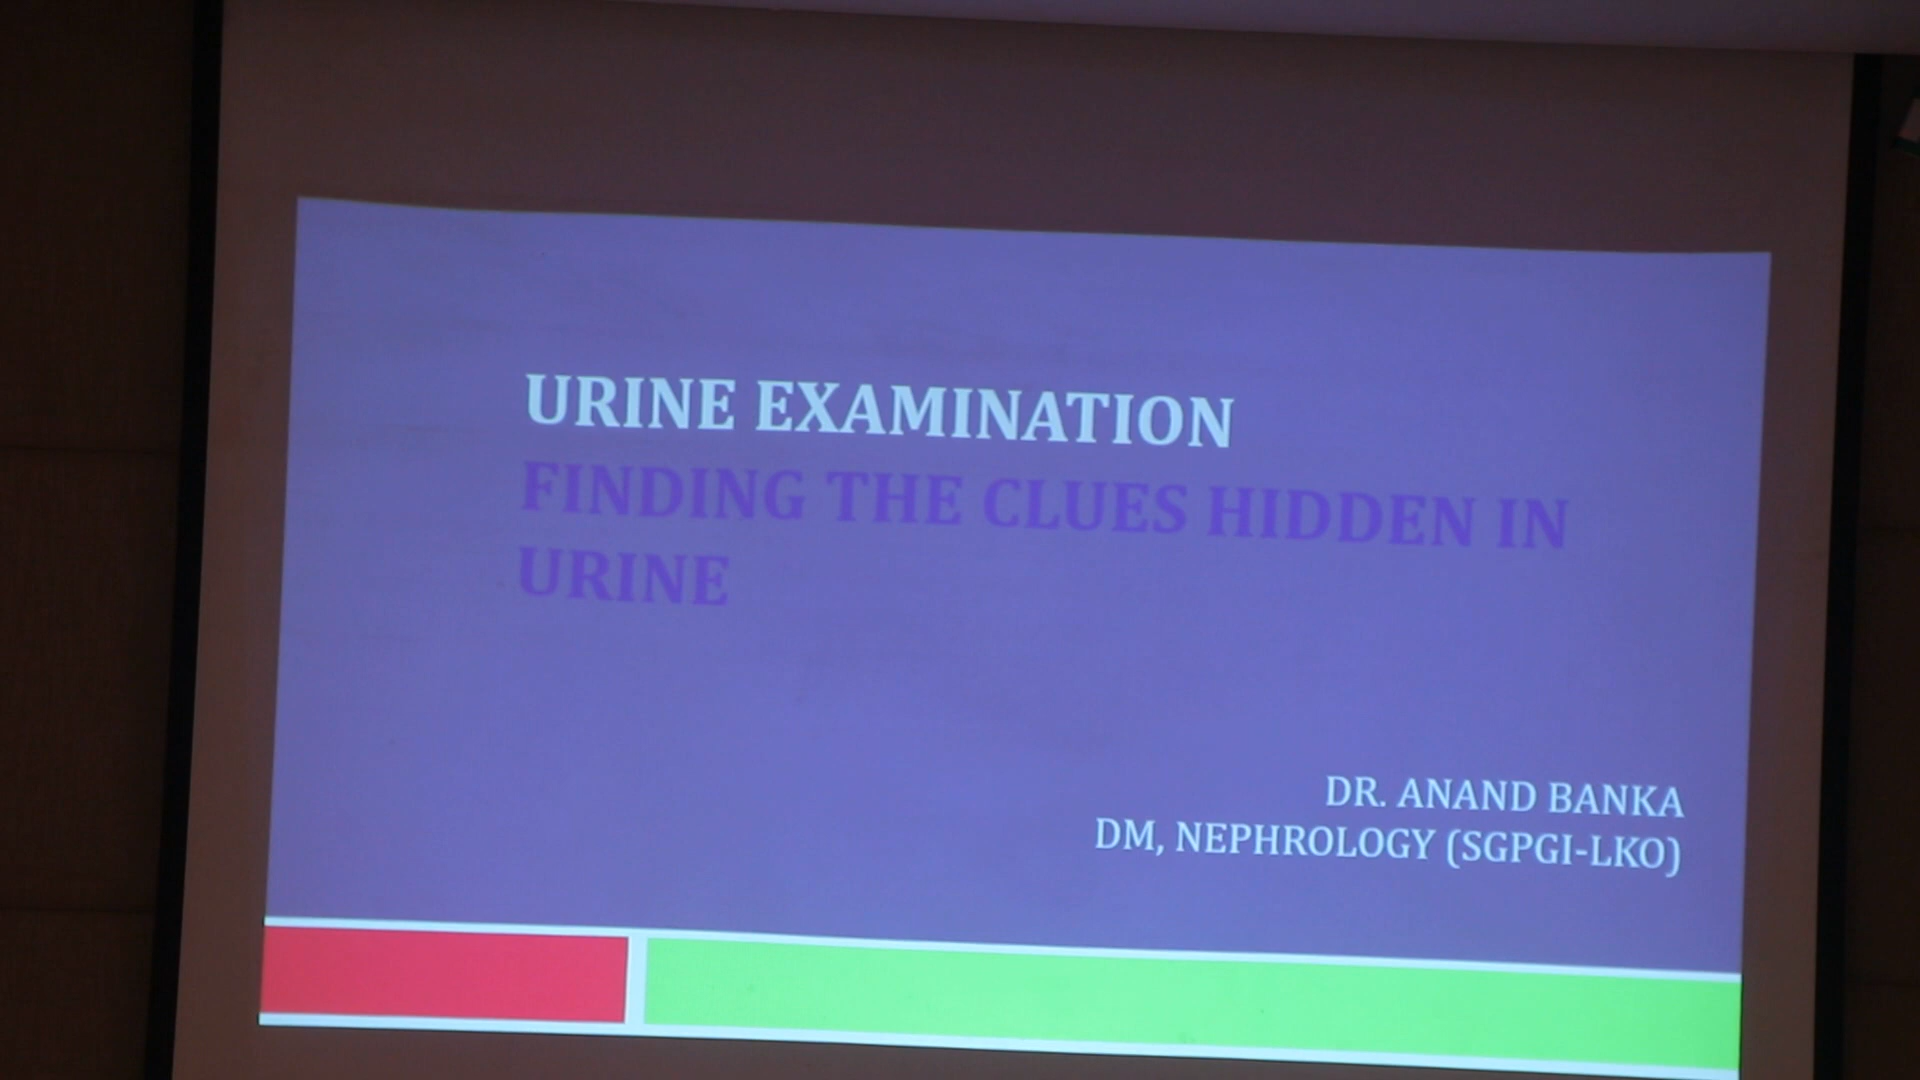 URINE EXAMINATION
FINDING THE CLUES HIDDEN IN
URINE
DR. ANAND BANKA
DM, NEPHROLOGY (SGPGI-LKO)